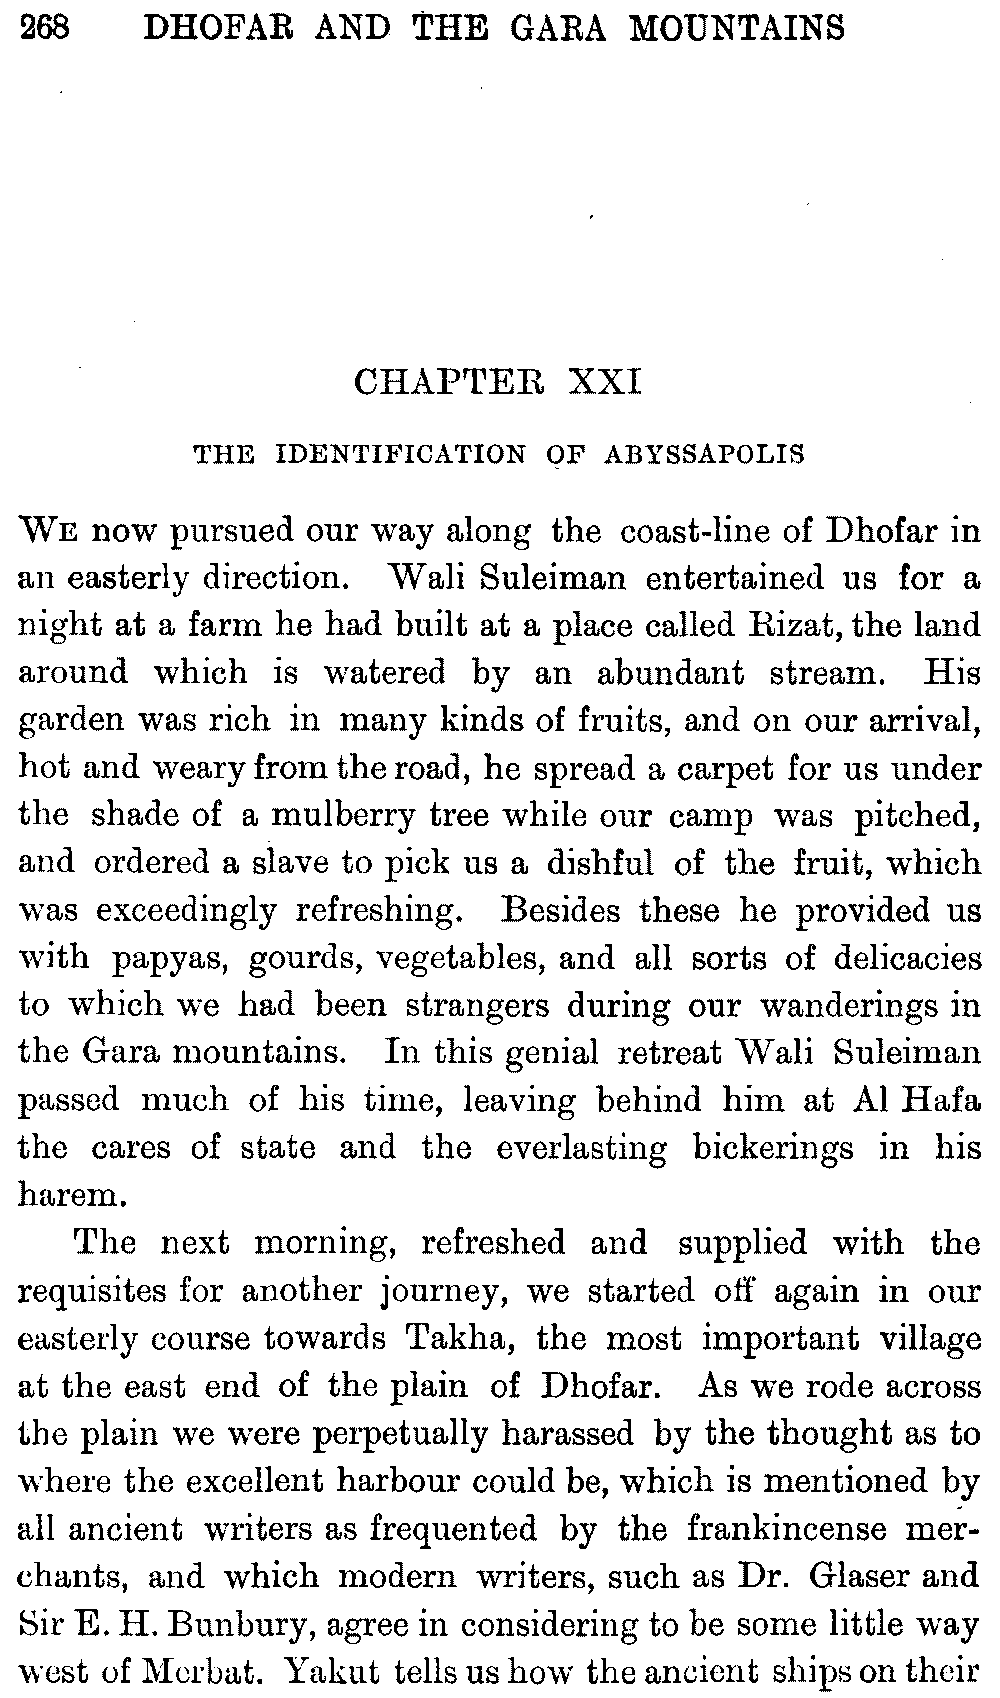 268 DHOFAR AND THE GARA MOUNTAINS
CHAPTER XXI
THE IDENTIFICATION OF ABYSSAPOLIS
WE now pursued our way along the coast-line of Dhofar in
an easterly direction. Wali Suleiman entertained us for a
night at a farm he had built at a place called Rizat, the land
around which is watered by an abundant stream. His
garden was rich in many kinds of fruits, and on our arrival,
hot and weary from the road, he spread a carpet for us under
the shade of a mulberry tree while our camp was pitched,
and ordered a slave to pick us a dishful of the fruit, which
was exceedingly refreshing. Besides these he provided us
with papyas, gourds, vegetables, and all sorts of delicacies
to which we had been strangers during our wanderings in
the Gara mountains. In this genial retreat Wali Suleiman
passed much of his time, leaving behind him at Al Hafa
the cares of state and the everlasting bickerings in his
harem.
The next morning, refreshed and supplied with the
requisites for another journey, we started off again in our
easterly course towards Takha, the most important village
at the east end of the plain of Dhofar. As we rode across
the plain we were perpetually harassed by the thought as to
where the excellent harbour could be, which is mentioned by
all ancient writers as frequented by the frankincense mer-
chants, and which modern writers, such as Dr. Glaser and
Sir E. H. Bunbury, agree in considering to be some little way
west of Merbat. Yakut tells us how the ancient ships on their